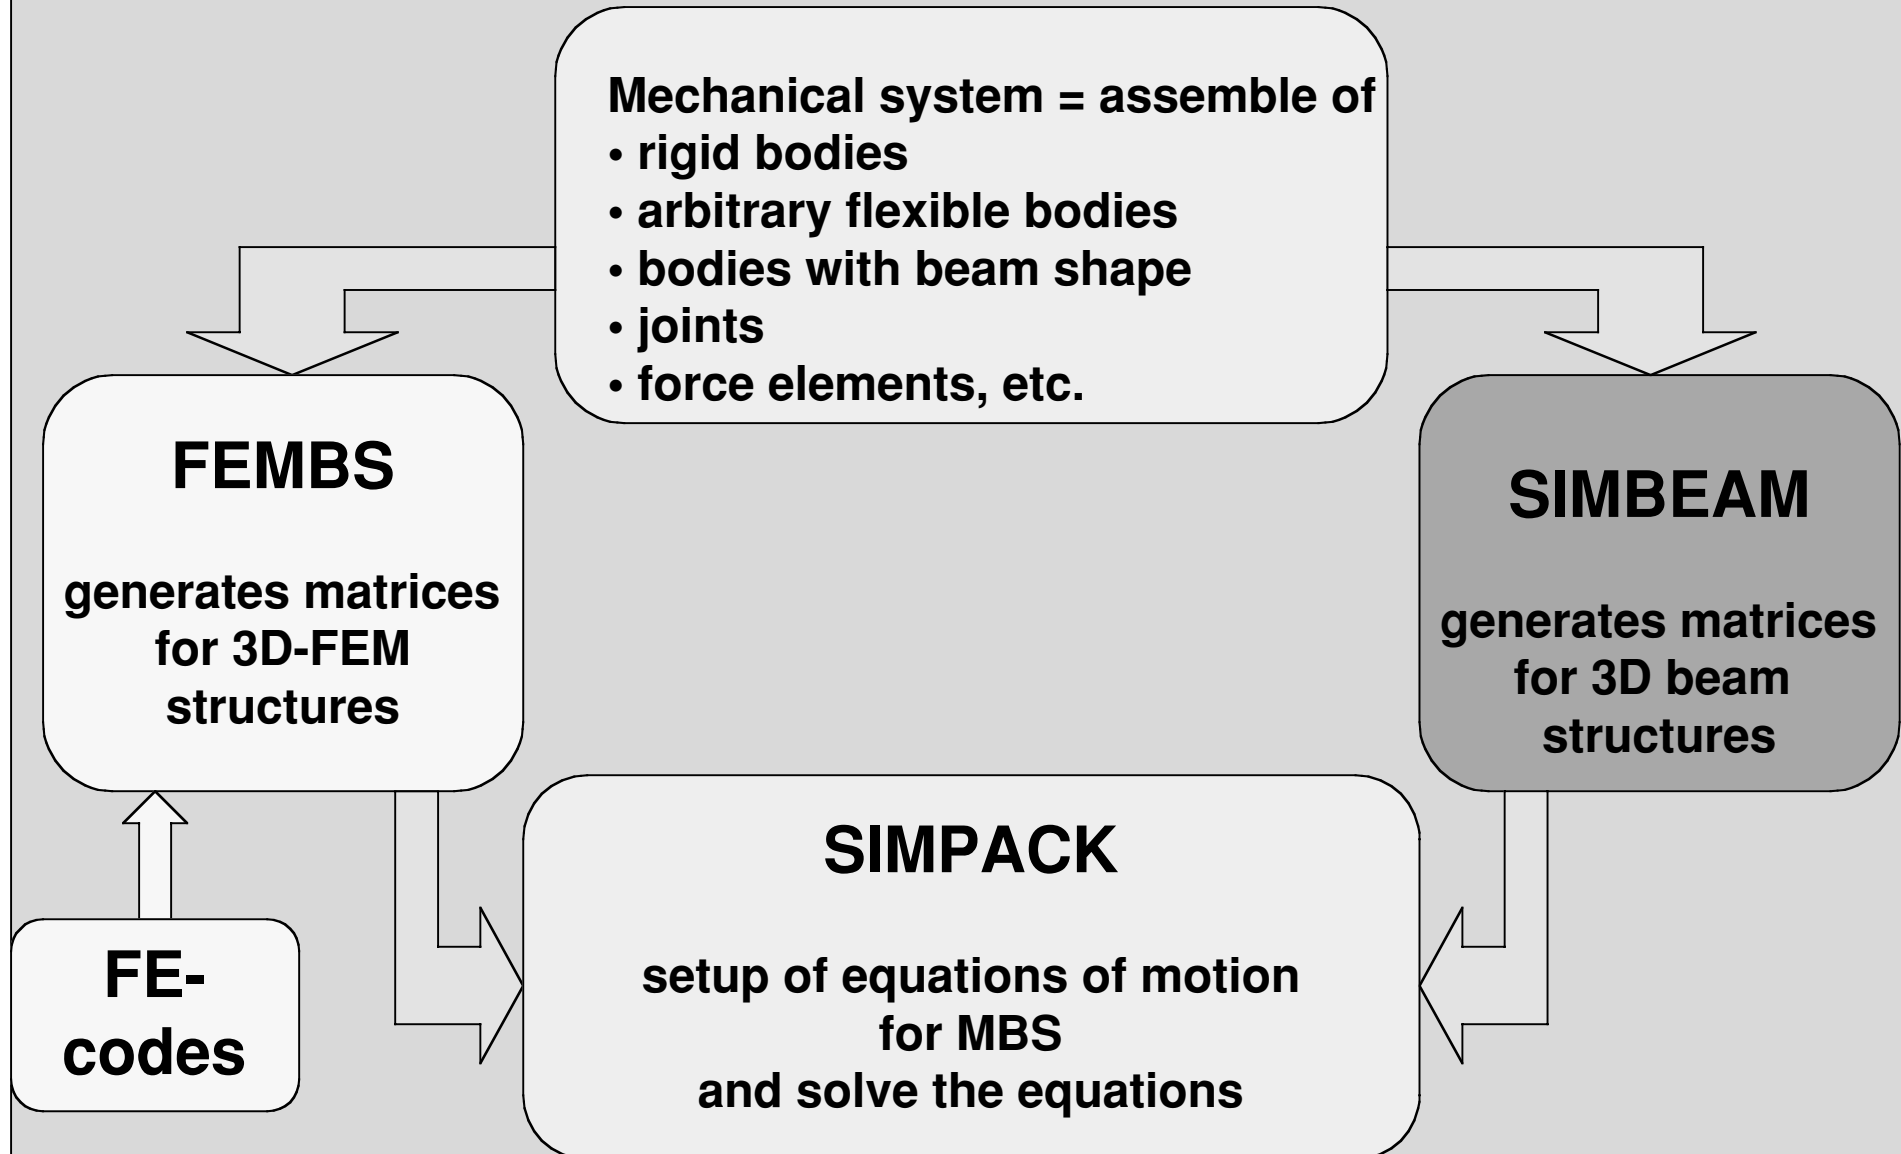 Mechanical system = assemble of
• rigid bodies
• arbitrary flexible bodies
• bodies with beam shape
• joints
• force elements, etc.
FEMBS
generates matrices
for 3D-FEM
structures
SIMBEAM
generates matrices
for 3D beam
structures
FE-
codes
SIMPACK
setup of equations of motion
for MBS
and solve the equations